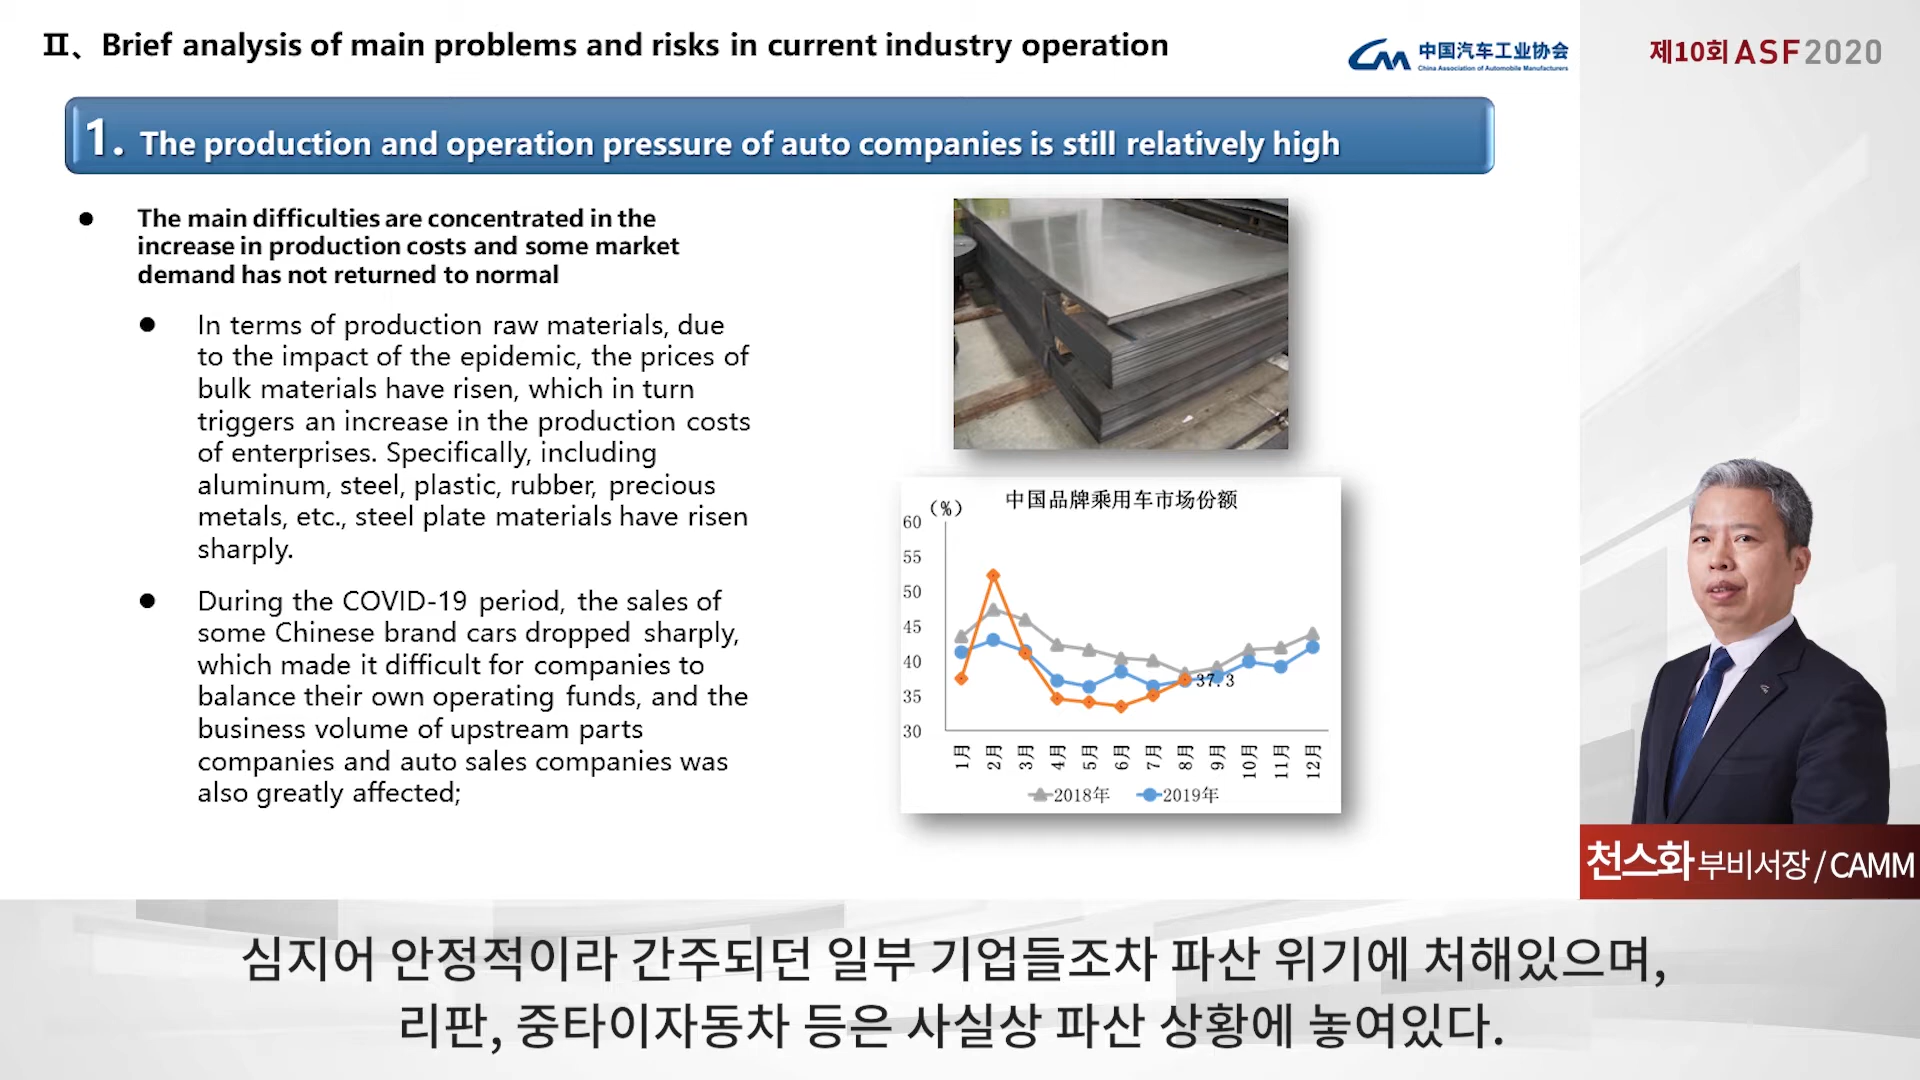 Ⅱ、Brief analysis of main problems and risks in current industry operation
中国汽车工业协会
China Association of Automobile Manufacturers
제10회 ASF2020
1. The production and operation pressure of auto companies is still relatively high
● The main difficulties are concentrated in the
increase in production costs and some market
demand has not returned to normal
● In terms of production raw materials, due
to the impact of the epidemic, the prices of
bulk materials have risen, which in turn
triggers an increase in the production costs
of enterprises. Specifically, including
aluminum, steel, plastic, rubber, precious
metals, etc., steel plate materials have risen
sharply.
● During the COVID-19 period, the sales of
some Chinese brand cars dropped sharply,
which made it difficult for companies to
balance their own operating funds, and the
business volume of upstream parts
companies and auto sales companies was
also greatly affected;
中国品牌乘用车市场份额
(%)
60
55
50
45
40
35
30
37.3
1月 2月 3月 4月 5月 6月 7月 8月 9月 10月 11月 12月
2018年 2019年
천스화 부비서장 / CAMM
심지어 안정적이라 간주되던 일부 기업들조차 파산 위기에 처해있으며,
리판, 중타이자동차 등은 사실상 파산 상황에 놓여있다.